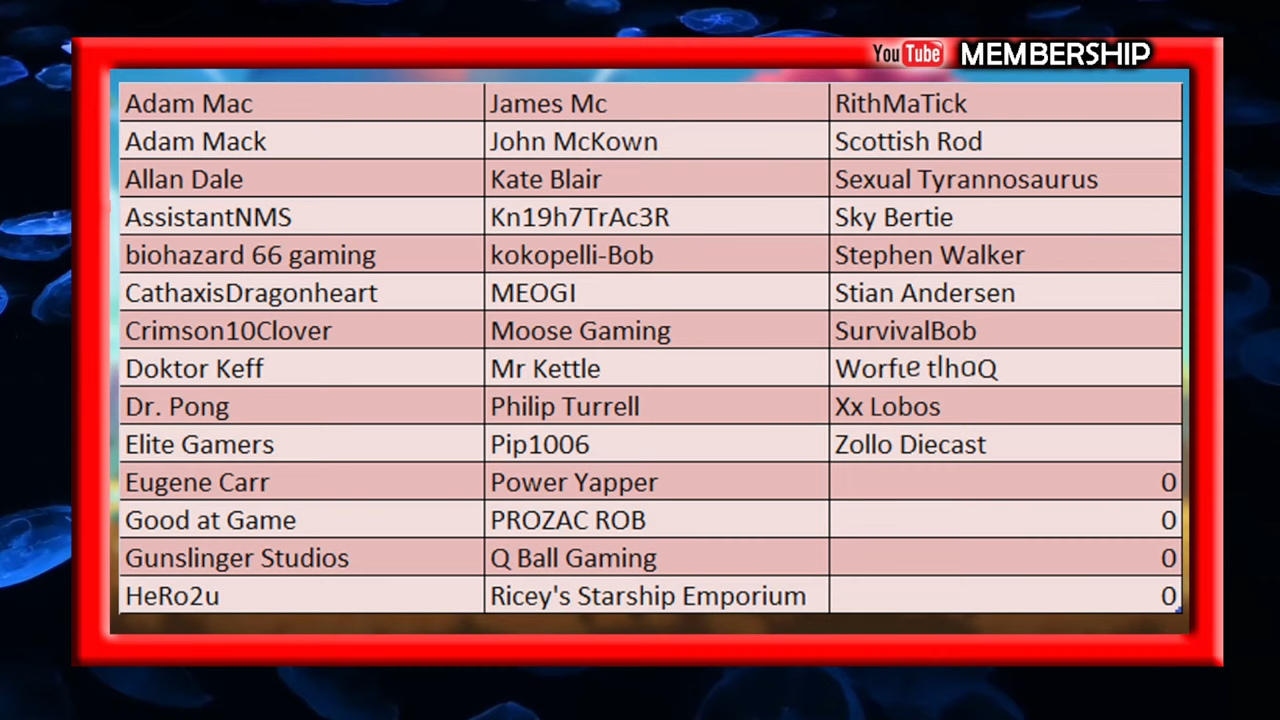 YouTube MEMBERSHIP
Adam Mac James Mc RithMaTick
Adam Mack John McKown Scottish Rod
Allan Dale Kate Blair Sexual Tyrannosaurus
AssistantNMS Kn19h7TrAc3R Sky Bertie
biohazard 66 gaming kokopelli-Bob Stephen Walker
CathaxisDragonheart MEOGI Stian Andersen
Crimson10Clover Moose Gaming SurvivalBob
Doktor Keff Mr Kettle Worfιҽ tlhαQ
Dr. Pong Philip Turrell Xx Lobos
Elite Gamers Pip1006 Zollo Diecast
Eugene Carr Power Yapper 0
Good at Game PROZAC ROB 0
Gunslinger Studios Q Ball Gaming 0
HeRo2u Ricey's Starship Emporium 0